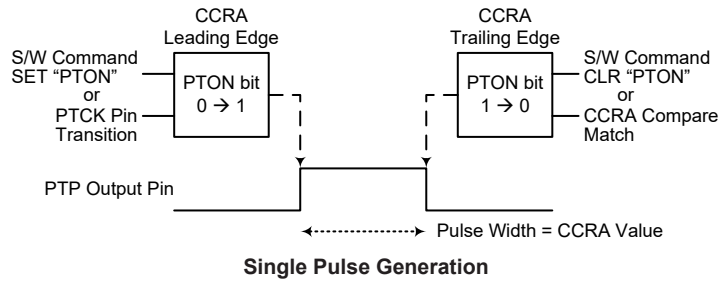 CCRA
Leading Edge
CCRA
Trailing Edge
S/W Command
SET “PTON”
or
PTCK Pin
Transition
PTON bit
0 → 1
PTON bit
1 → 0
S/W Command
CLR “PTON”
or
CCRA Compare
Match
PTP Output Pin
Pulse Width = CCRA Value
Single Pulse Generation